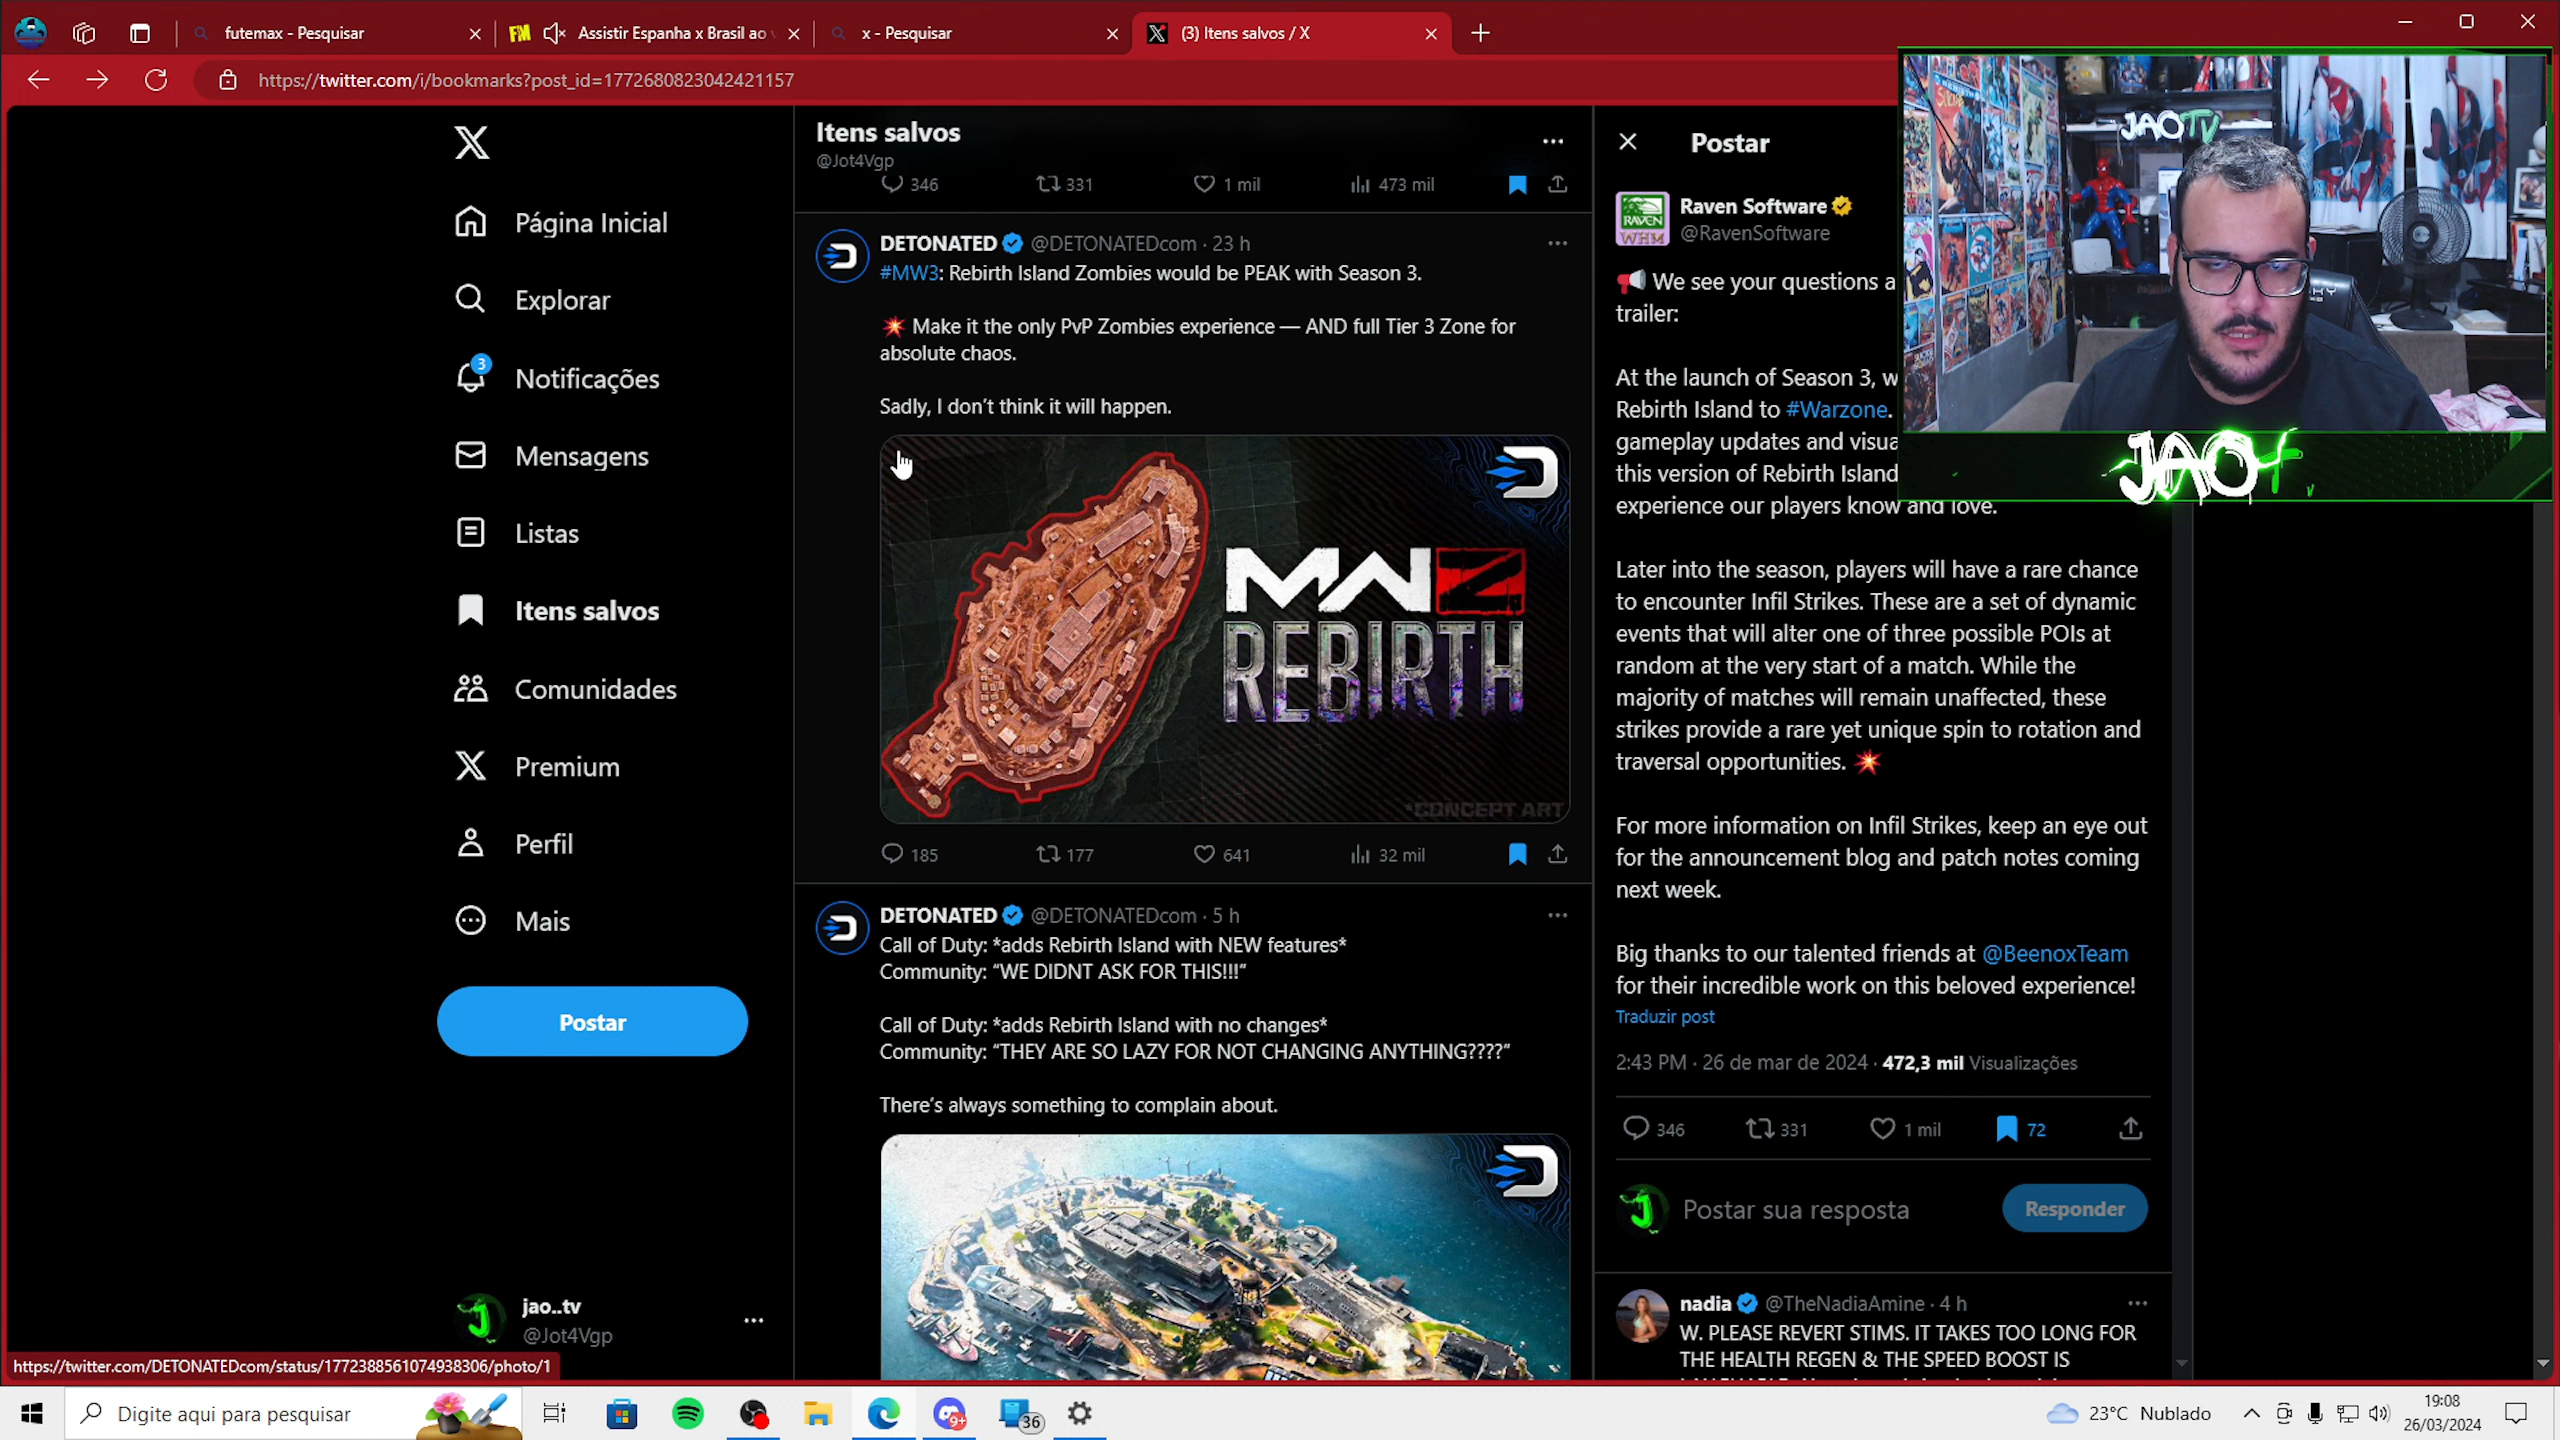 futemax - Pesquisar
FM Assistir Espanha x Brasil ao
x - Pesquisar
(3) Itens salvos / X
https://twitter.com/i/bookmarks?post_id=1772680823042421157
Página Inicial
Explorar
3
Notificações
Mensagens
Listas
Itens salvos
Comunidades
Premium
Perfil
Mais
Postar
jao..tv
@Jot4Vgp
https://twitter.com/DETONATEDcom/status/1772388561074938306/photo/1
Itens salvos
@Jot4Vgp
346 331 1 mil 473 mil
DETONATED @DETONATEDcom · 23 h
#MW3: Rebirth Island Zombies would be PEAK with Season 3.
💥 Make it the only PvP Zombies experience — AND full Tier 3 Zone for
absolute chaos.
Sadly, I don't think it will happen.
MWZ
REBIRTH
*CONCEPT ART
185 177 641 32 mil
DETONATED @DETONATEDcom · 5 h
Call of Duty: *adds Rebirth Island with NEW features*
Community: "WE DIDNT ASK FOR THIS!!!"
Call of Duty: *adds Rebirth Island with no changes*
Community: "THEY ARE SO LAZY FOR NOT CHANGING ANYTHING????"
There's always something to complain about.
Postar
RAVEN
WHM
Raven Software
@RavenSoftware
📢 We see your questions a
trailer:
At the launch of Season 3, w
Rebirth Island to #Warzone.
gameplay updates and visua
this version of Rebirth Island
experience our players know and love.
Later into the season, players will have a rare chance
to encounter Infil Strikes. These are a set of dynamic
events that will alter one of three possible POIs at
random at the very start of a match. While the
majority of matches will remain unaffected, these
strikes provide a rare yet unique spin to rotation and
traversal opportunities. 💥
For more information on Infil Strikes, keep an eye out
for the announcement blog and patch notes coming
next week.
Big thanks to our talented friends at @BeenoxTeam
for their incredible work on this beloved experience!
Traduzir post
2:43 PM · 26 de mar de 2024 · 472,3 mil Visualizações
346 331 1 mil 72
Postar sua resposta
Responder
nadia @TheNadiaAmine · 4 h
W. PLEASE REVERT STIMS. IT TAKES TOO LONG FOR
THE HEALTH REGEN & THE SPEED BOOST IS
JAOTV
JAOT
V
Digite aqui para pesquisar
9+
36
23°C Nublado
19:08
26/03/2024